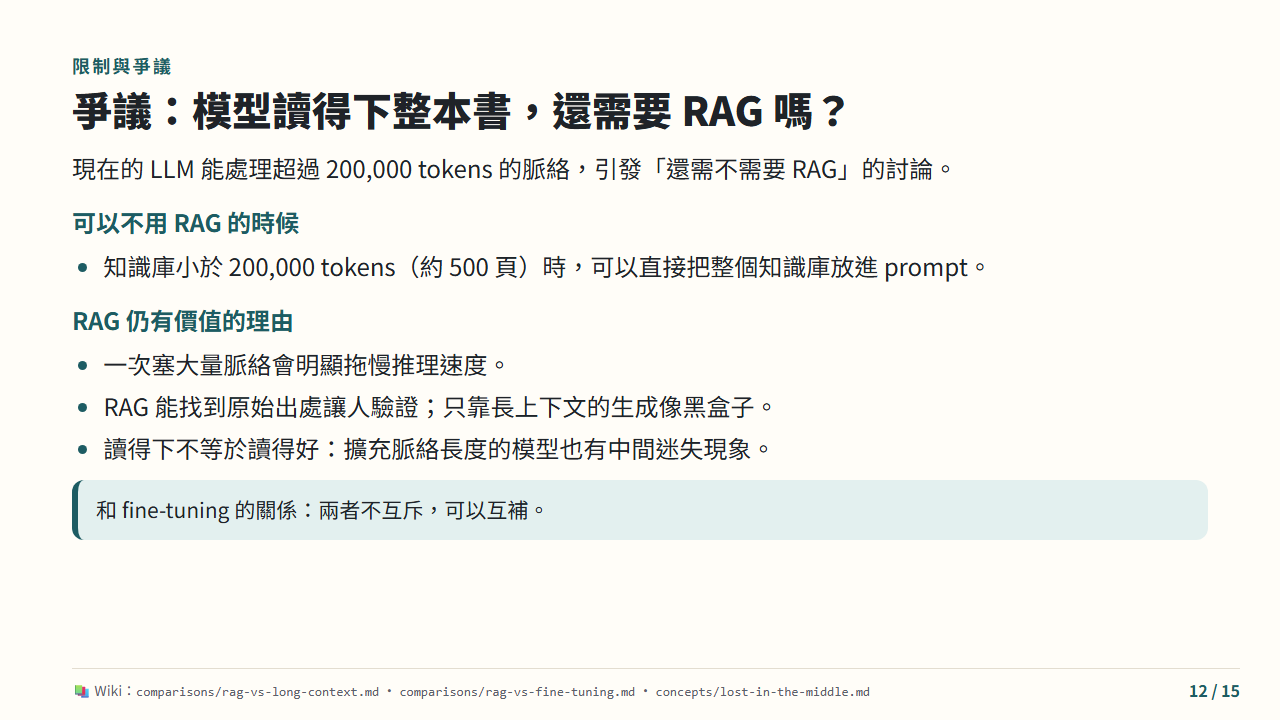 限制與爭議
爭議：模型讀得下整本書，還需要 RAG 嗎？
現在的 LLM 能處理超過 200,000 tokens 的脈絡，引發「還需不需要 RAG」的討論。
可以不用 RAG 的時候
• 知識庫小於 200,000 tokens（約 500 頁）時，可以直接把整個知識庫放進 prompt。
RAG 仍有價值的理由
• 一次塞大量脈絡會明顯拖慢推理速度。
• RAG 能找到原始出處讓人驗證；只靠長上下文的生成像黑盒子。
• 讀得下不等於讀得好：擴充脈絡長度的模型也有中間迷失現象。
和 fine-tuning 的關係：兩者不互斥，可以互補。
📚 Wiki：comparisons/rag-vs-long-context.md • comparisons/rag-vs-fine-tuning.md • concepts/lost-in-the-middle.md
12 / 15